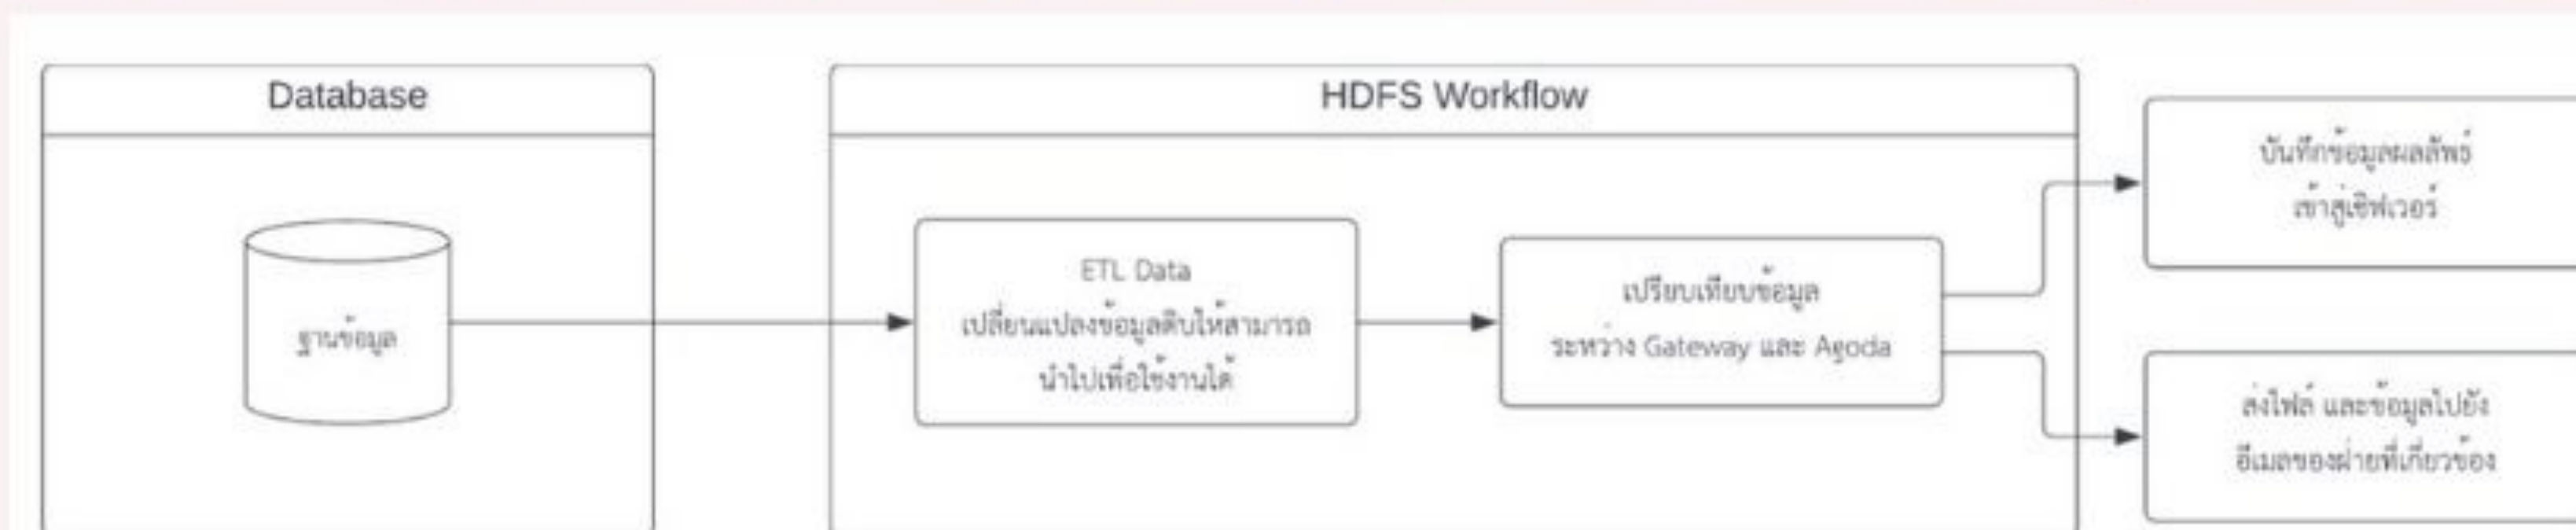 Database
ฐานข้อมูล
HDFS Workflow
ETL Data
เปลี่ยนแปลงข้อมูลดิบให้สามารถ
นำไปเพื่อใช้งานได้
เปรียบเทียบข้อมูล
ระหว่าง Gateway และ Agoda
บันทึกข้อมูลผลลัพธ์
เข้าสู่เซิฟเวอร์
ส่งไฟล์ และข้อมูลไปยัง
อีเมลของฝ่ายที่เกี่ยวข้อง